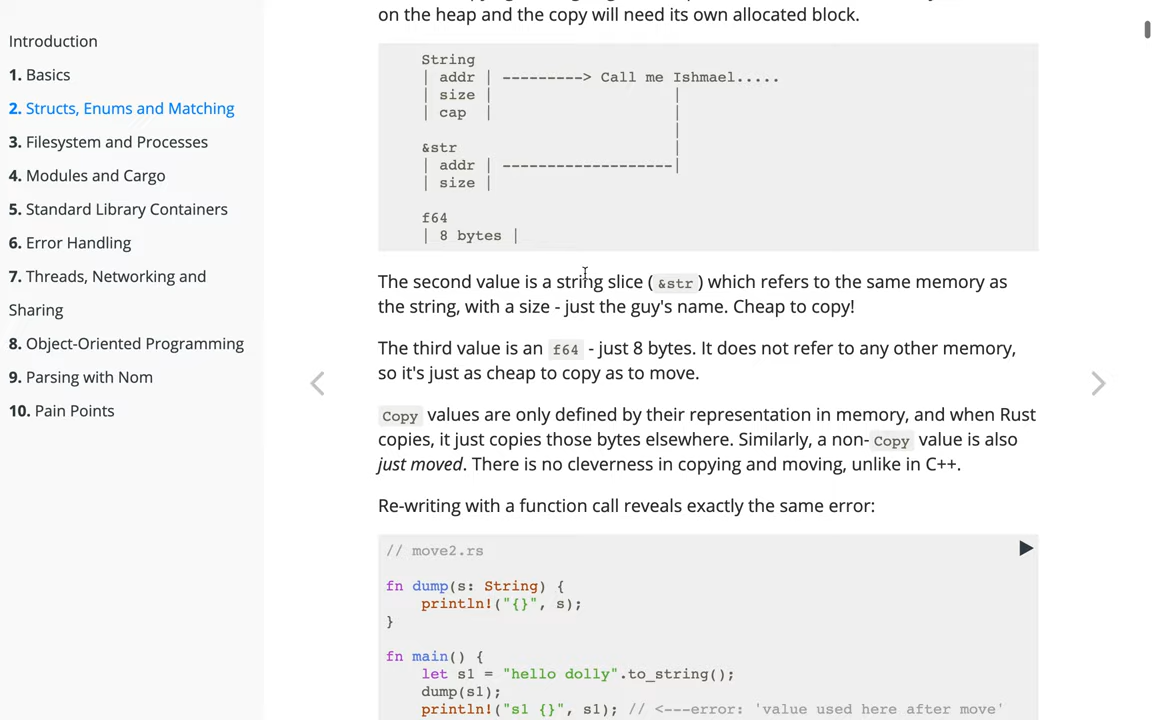 Introduction
1. Basics
2. Structs, Enums and Matching
3. Filesystem and Processes
4. Modules and Cargo
5. Standard Library Containers
6. Error Handling
7. Threads, Networking and
Sharing
8. Object-Oriented Programming
9. Parsing with Nom
10. Pain Points
on the heap and the copy will need its own allocated block.
String
| addr | ---------> Call me Ishmael.....
| size |                    |
| cap  |                    |
                            |
&str                        |
| addr | -------------------|
| size |
f64
| 8 bytes |
The second value is a string slice (&str) which refers to the same memory as
the string, with a size - just the guy's name. Cheap to copy!
The third value is an f64 - just 8 bytes. It does not refer to any other memory,
so it's just as cheap to copy as to move.
Copy values are only defined by their representation in memory, and when Rust
copies, it just copies those bytes elsewhere. Similarly, a non-Copy value is also
just moved. There is no cleverness in copying and moving, unlike in C++.
Re-writing with a function call reveals exactly the same error:
// move2.rs
fn dump(s: String) {
    println!("{}", s);
}
fn main() {
    let s1 = "hello dolly".to_string();
    dump(s1);
    println!("s1 {}", s1); // <---error: 'value used here after move'